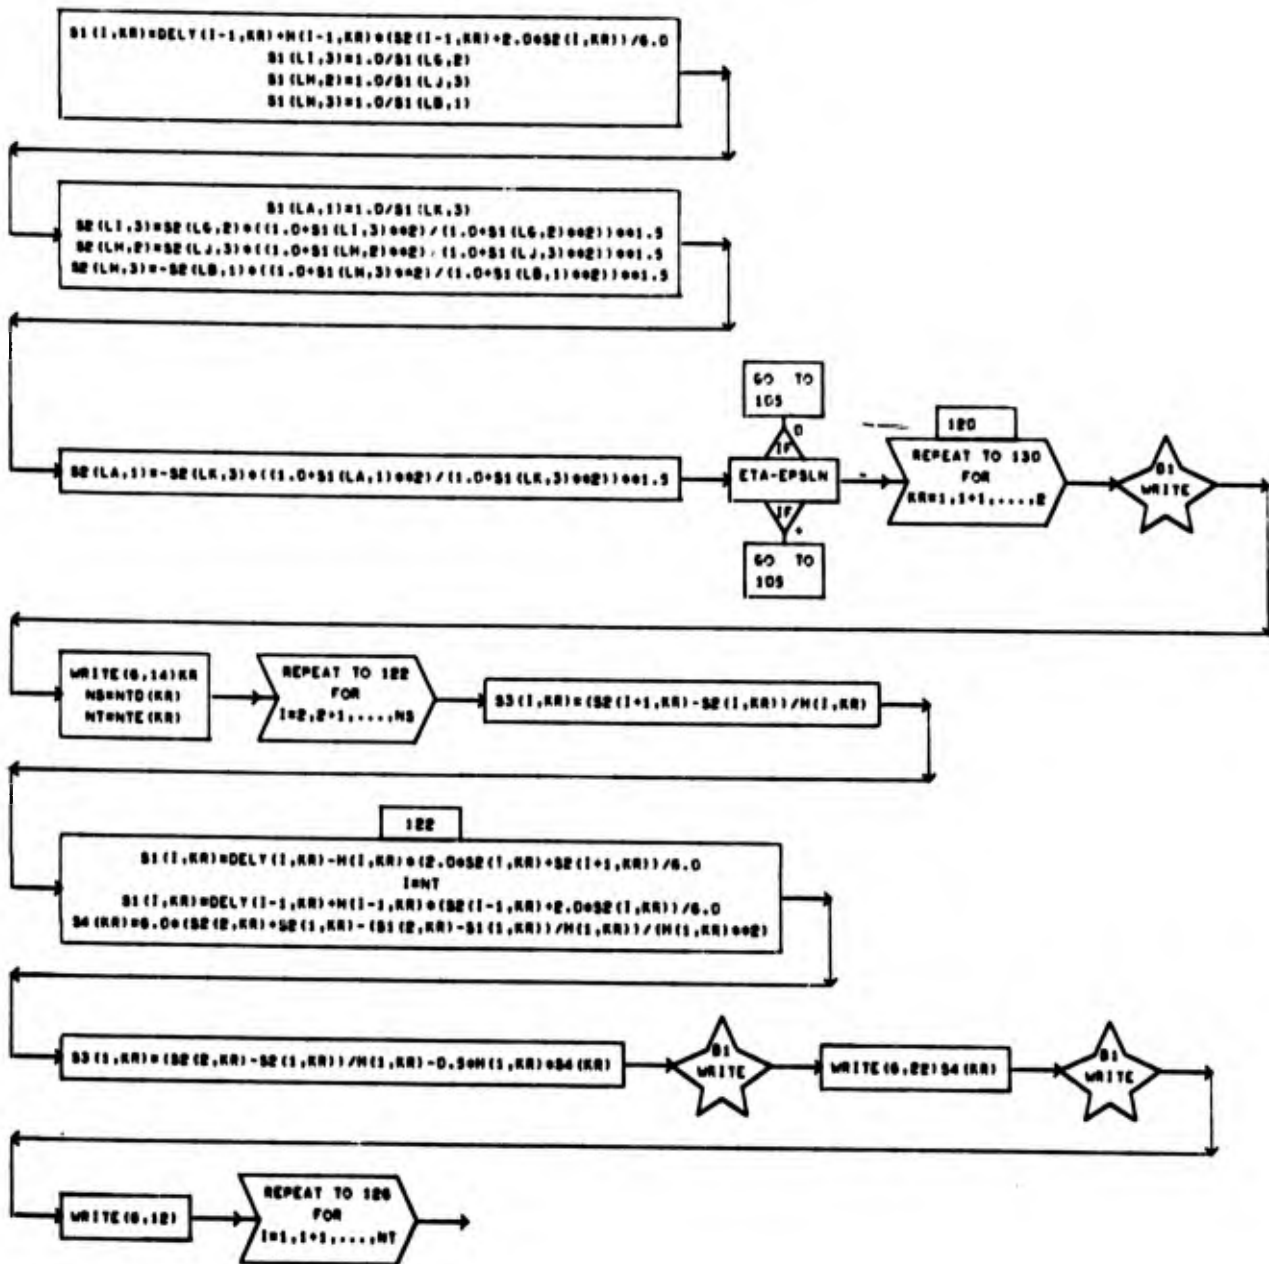 S1(I,KR)=DELY(I-1,KR)+H(I-1,KR)*(S2(I-1,KR)+2.0*S2(I,KR))/6.0
S1(LI,3)=1.0/S1(LG,2)
S1(LH,2)=1.0/S1(LJ,3)
S1(LN,3)=1.0/S1(LB,1)
S1(LA,1)=1.0/S1(LK,3)
S2(LI,3)=S2(LG,2)*((1.0+S1(LI,3)**2)/(1.0+S1(LG,2)**2))**1.5
S2(LH,2)=S2(LJ,3)*((1.0+S1(LH,2)**2)/(1.0+S1(LJ,3)**2))**1.5
S2(LN,3)=-S2(LB,1)*((1.0+S1(LN,3)**2)/(1.0+S1(LB,1)**2))**1.5
GO TO
105
0
IF
120
S2(LA,1)=-S2(LK,3)*((1.0+S1(LA,1)**2)/(1.0+S1(LK,3)**2))**1.5
ETA-EPSLN
-
REPEAT TO 130
FOR
KR=1,1+1,....,2
B1
WRITE
IF
+
GO TO
105
WRITE(6,14)KR
NS=NTD(KR)
NT=NTE(KR)
REPEAT TO 122
FOR
I=2,2+1,....,NS
S3(I,KR)=(S2(I+1,KR)-S2(I,KR))/H(I,KR)
122
S1(I,KR)=DELY(I,KR)-H(I,KR)*(2.0*S2(I,KR)+S2(I+1,KR))/6.0
I=NT
S1(I,KR)=DELY(I-1,KR)+H(I-1,KR)*(S2(I-1,KR)+2.0*S2(I,KR))/6.0
S4(KR)=6.0*(S2(2,KR)+S2(1,KR)-(S1(2,KR)-S1(1,KR))/H(1,KR))/(H(1,KR)**2)
S3(1,KR)=(S2(2,KR)-S2(1,KR))/H(1,KR)-0.5*H(1,KR)*S4(KR)
B1
WRITE
WRITE(6,22)S4(KR)
B1
WRITE
WRITE(6,12)
REPEAT TO 126
FOR
I=1,1+1,....,NT